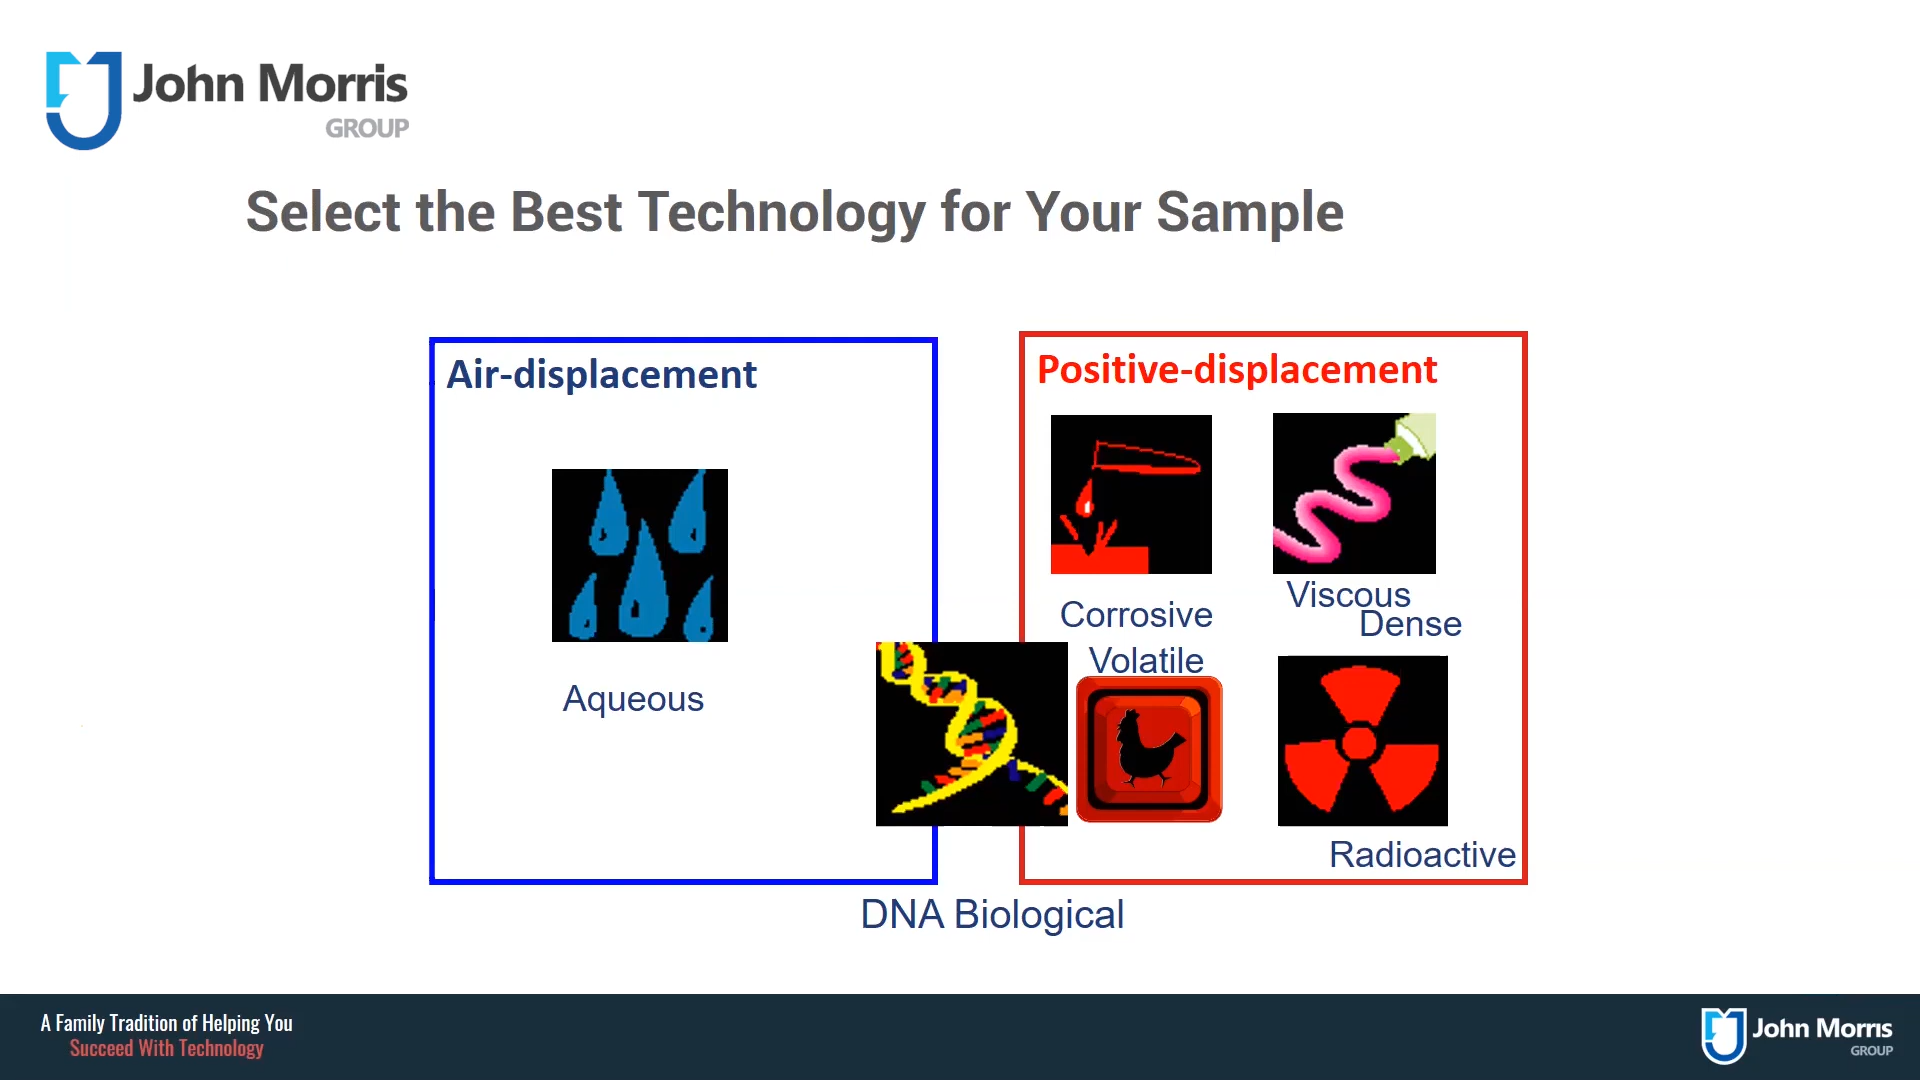 John Morris
GROUP
Select the Best Technology for Your Sample
Air-displacement
Aqueous
Positive-displacement
Corrosive
Volatile
Viscous
Dense
Radioactive
DNA Biological
A Family Tradition of Helping You
Succeed With Technology
John Morris
GROUP